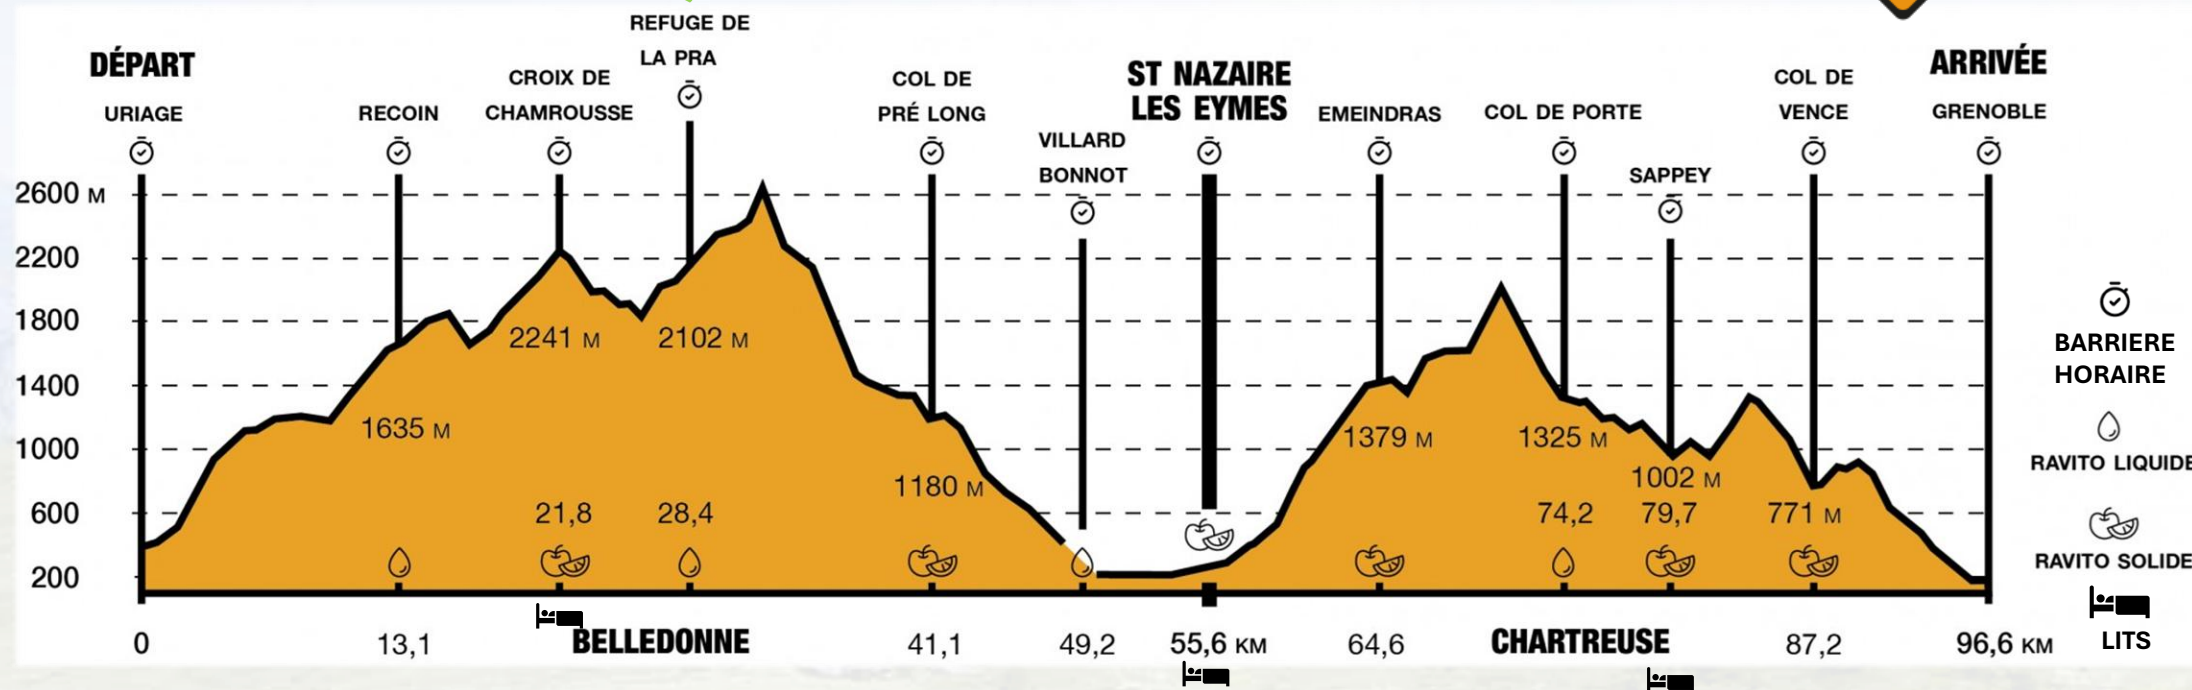 DÉPART
URIAGE
RECOIN
CROIX DE
CHAMROUSSE
REFUGE DE
LA PRA
COL DE
PRÉ LONG
VILLARD
BONNOT
ST NAZAIRE
LES EYMES
EMEINDRAS
COL DE PORTE
SAPPEY
COL DE
VENCE
ARRIVÉE
GRENOBLE
2600 M
2200
1800
1400
1000
600
200
1635 M
2241 M
2102 M
1180 M
1379 M
1325 M
1002 M
771 M
21,8
28,4
74,2
79,7
0
13,1
BELLEDONNE
41,1
49,2
55,6 KM
64,6
CHARTREUSE
87,2
96,6 KM
BARRIERE
HORAIRE
RAVITO LIQUIDE
RAVITO SOLIDE
LITS